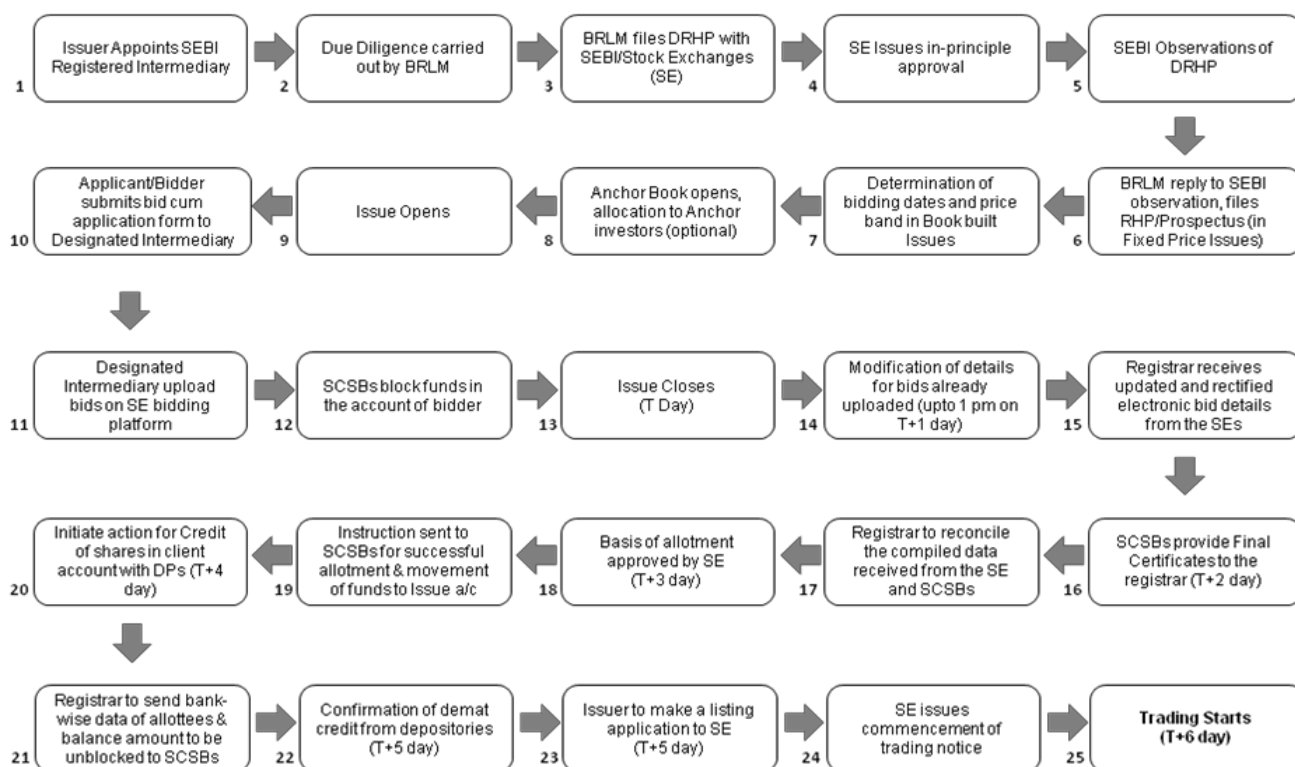 Issuer Appoints SEBI
Registered Intermediary
1
Due Diligence carried
out by BRLM
2
BRLM files DRHP with
SEBI/Stock Exchanges
(SE)
3
SE Issues in-principle
approval
4
SEBI Observations of
DRHP
5
BRLM reply to SEBI
observation, files
RHP/Prospectus (in
Fixed Price Issues)
6
Determination of
bidding dates and price
band in Book built
Issues
7
Anchor Book opens,
allocation to Anchor
investors (optional)
8
Issue Opens
9
Applicant/Bidder
submits bid cum
application form to
Designated Intermediary
10
Designated
Intermediary upload
bids on SE bidding
platform
11
SCSBs block funds in
the account of bidder
12
Issue Closes
(T Day)
13
Modification of details
for bids already
uploaded (upto 1 pm on
T+1 day)
14
Registrar receives
updated and rectified
electronic bid details
from the SEs
15
SCSBs provide Final
Certificates to the
registrar (T+2 day)
16
Registrar to reconcile
the compiled data
received from the SE
and SCSBs
17
Basis of allotment
approved by SE
(T+3 day)
18
Instruction sent to
SCSBs for successful
allotment & movement
of funds to Issue a/c
19
Initiate action for Credit
of shares in client
account with DPs (T+4
day)
20
Registrar to send bank-
wise data of allottees &
balance amount to be
unblocked to SCSBs
21
Confirmation of demat
credit from depositories
(T+5 day)
22
Issuer to make a listing
application to SE
(T+5 day)
23
SE issues
commencement of
trading notice
24
Trading Starts
(T+6 day)
25